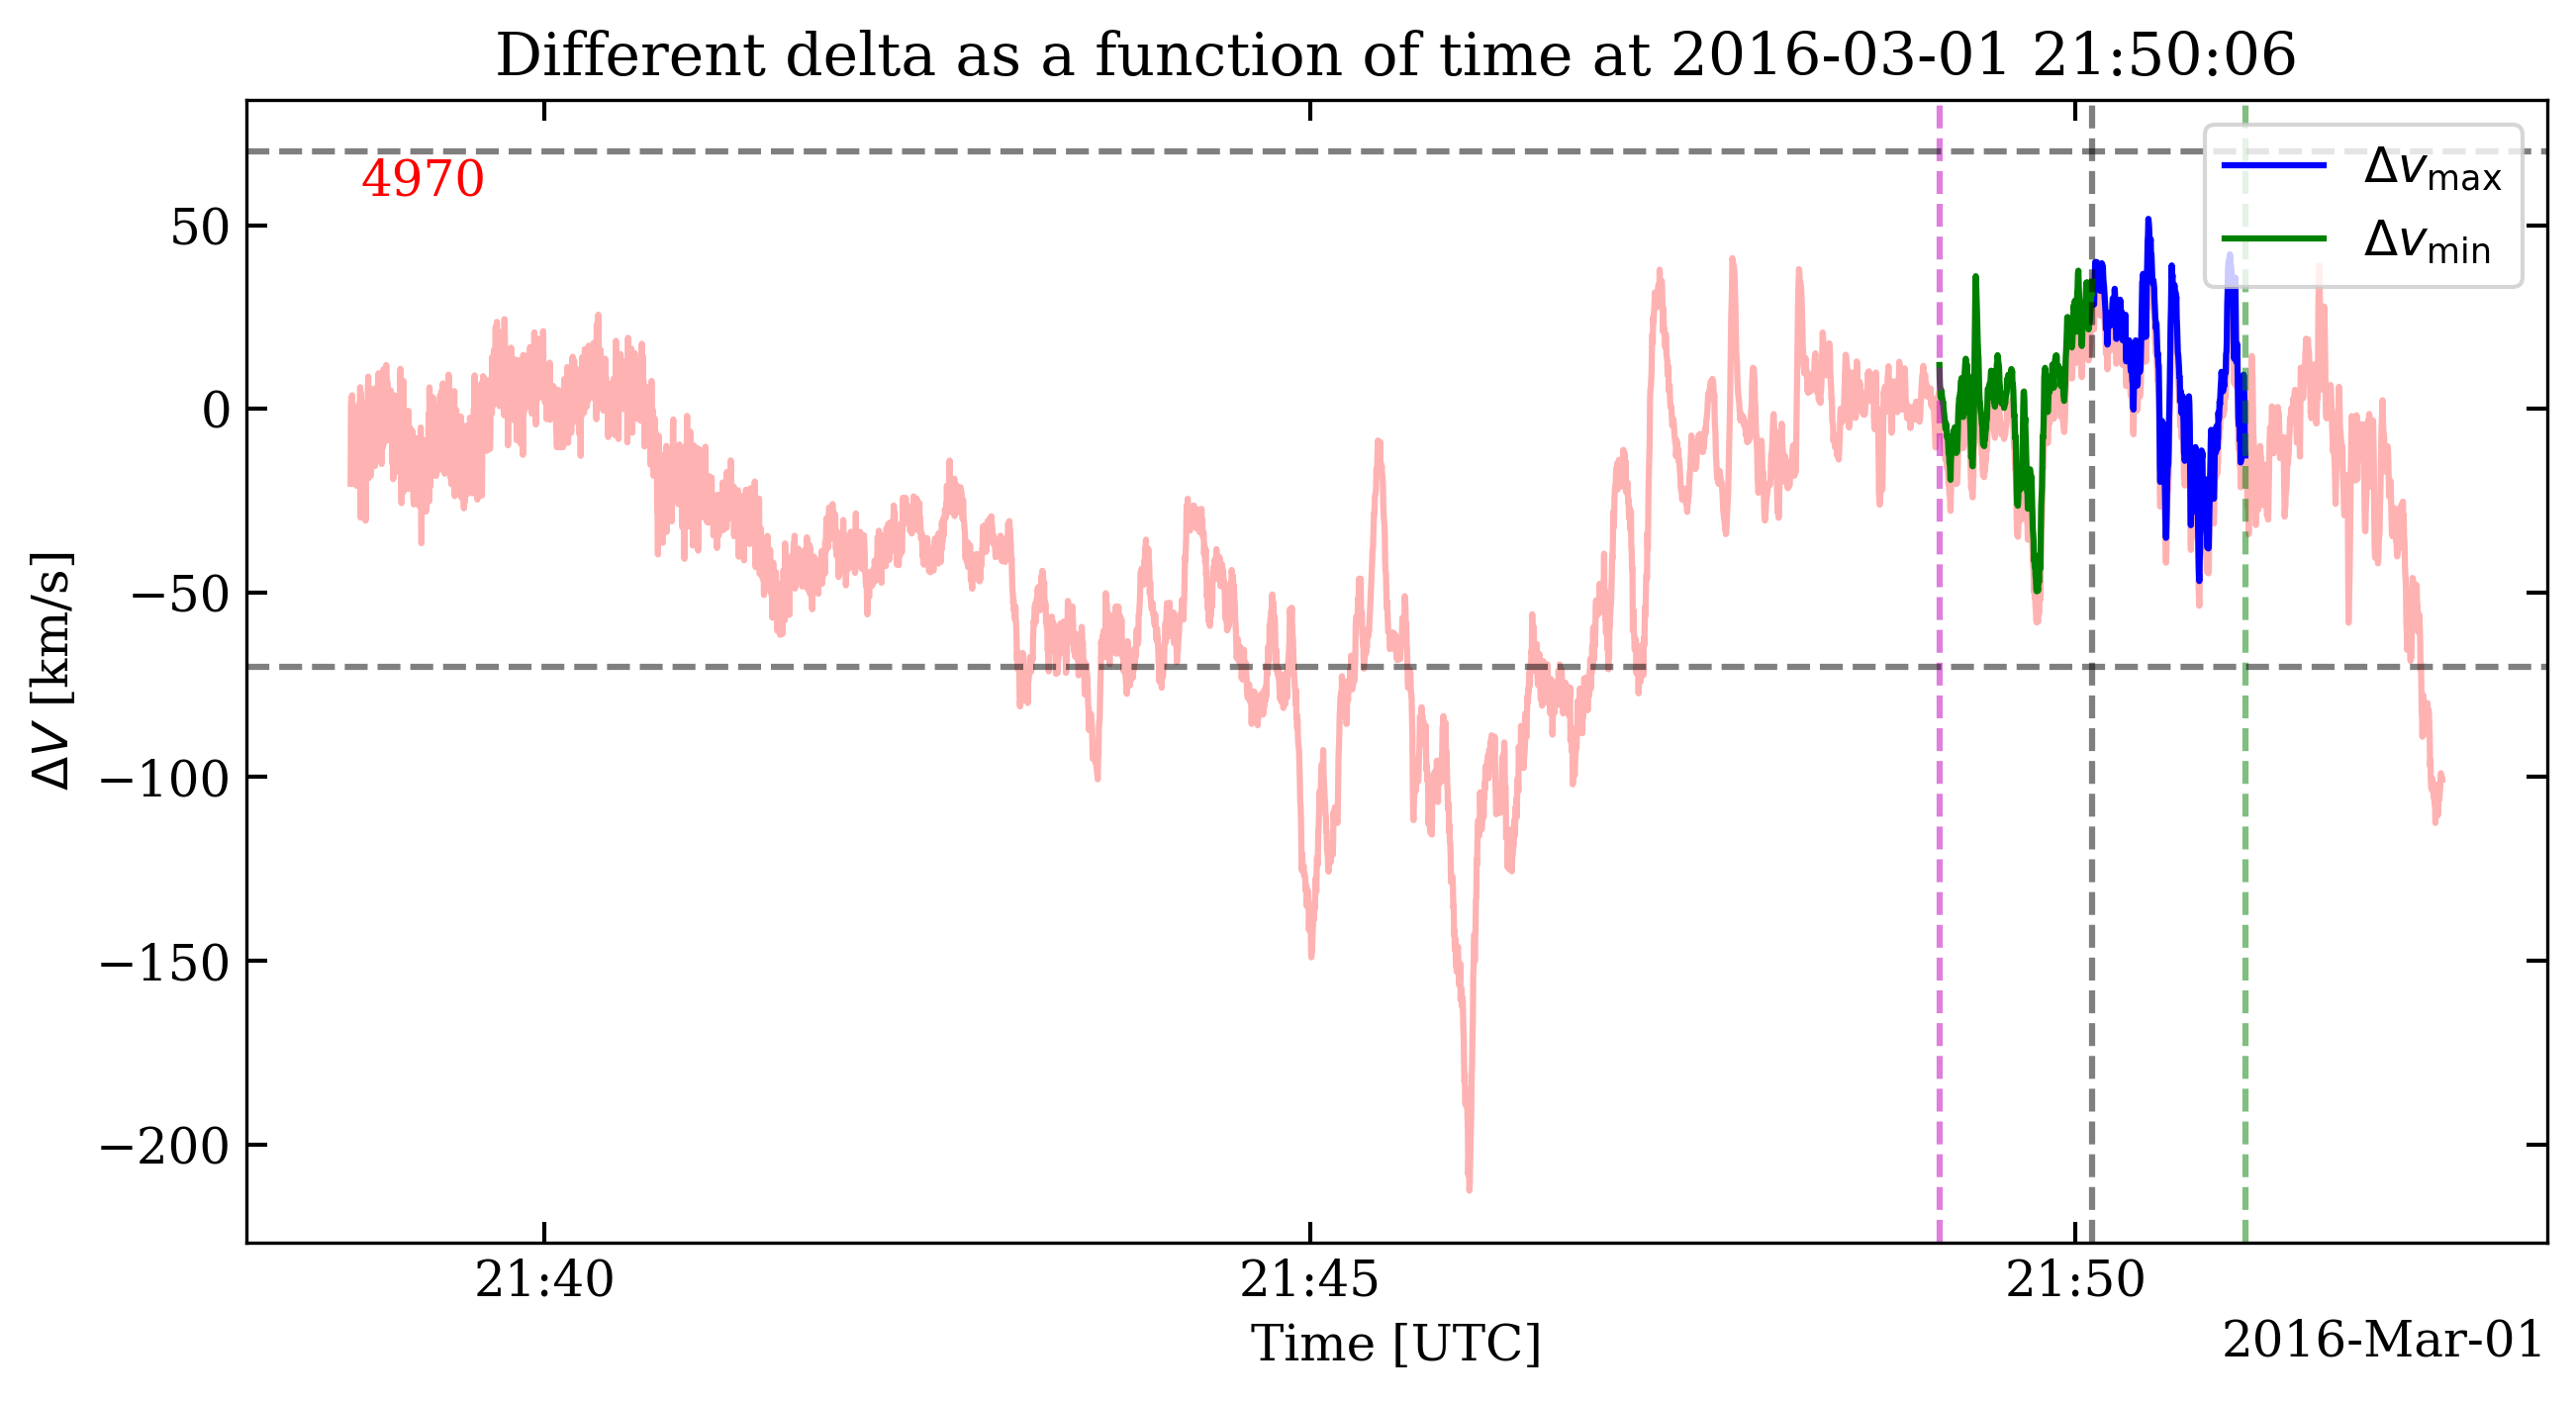 Different delta as a function of time at 2016-03-01 21:50:06
4970
Δv_max
Δv_min
50
0
−50
−100
−150
−200
ΔV [km/s]
21:40
21:45
21:50
Time [UTC]
2016-Mar-01